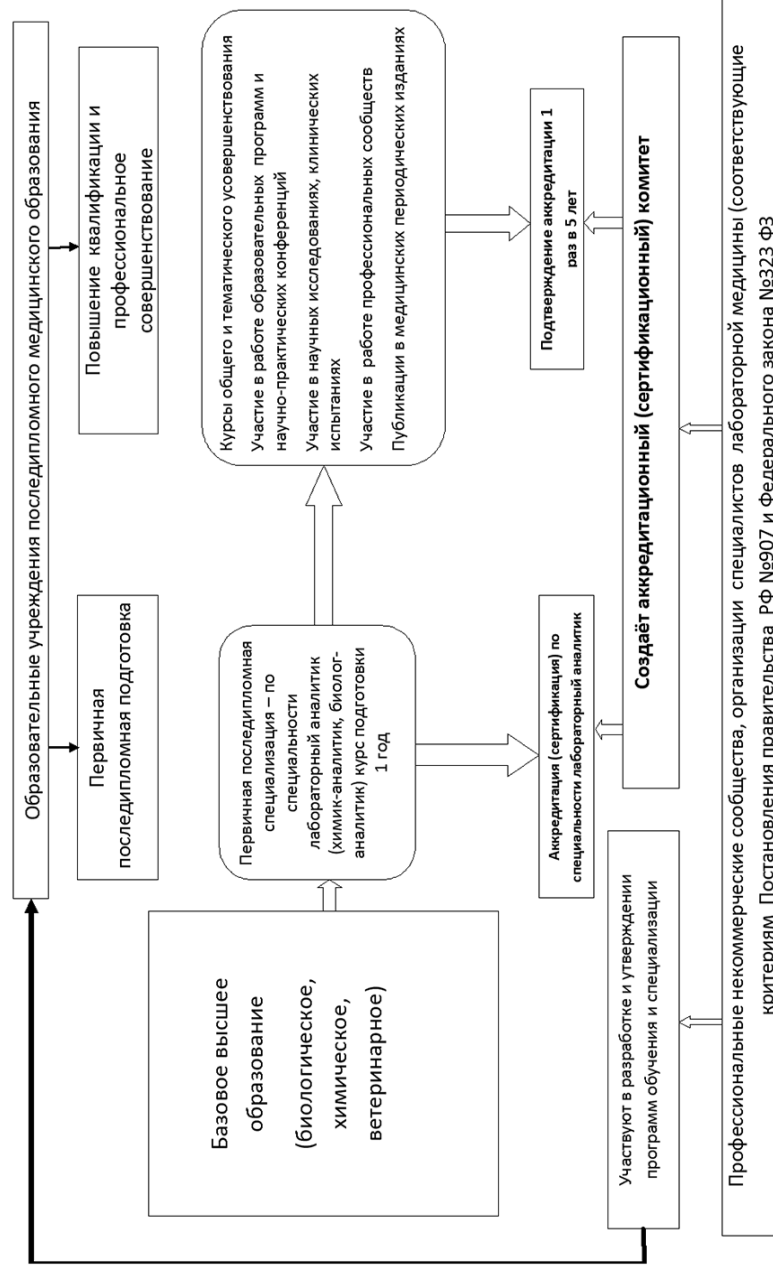 Образовательные учреждения последипломного медицинского образования
Первичная
последипломная подготовка
Повышение квалификации и
профессиональное
совершенствование
Базовое высшее
образование
(биологическое,
химическое,
ветеринарное)
Первичная последипломная
специализация – по
специальности
лабораторный аналитик
(химик-аналитик, биолог-
аналитик) курс подготовки
1 год
Курсы общего и тематического усовершенствования
Участие в работе образовательных программ и
научно-практических конференций
Участие в научных исследованиях, клинических
испытаниях
Участие в работе профессиональных сообществ
Публикации в медицинских периодических изданиях
Аккредитация (сертификация) по
специальности лабораторный аналитик
Подтверждение аккредитации 1
раз в 5 лет
Участвуют в разработке и утверждении
программ обучения и специализации
Создаёт аккредитационный (сертификационный) комитет
Профессиональные некоммерческие сообщества, организации специалистов лабораторной медицины (соответствующие
критериям Постановления правительства РФ №907 и Федерального закона №323 ФЗ